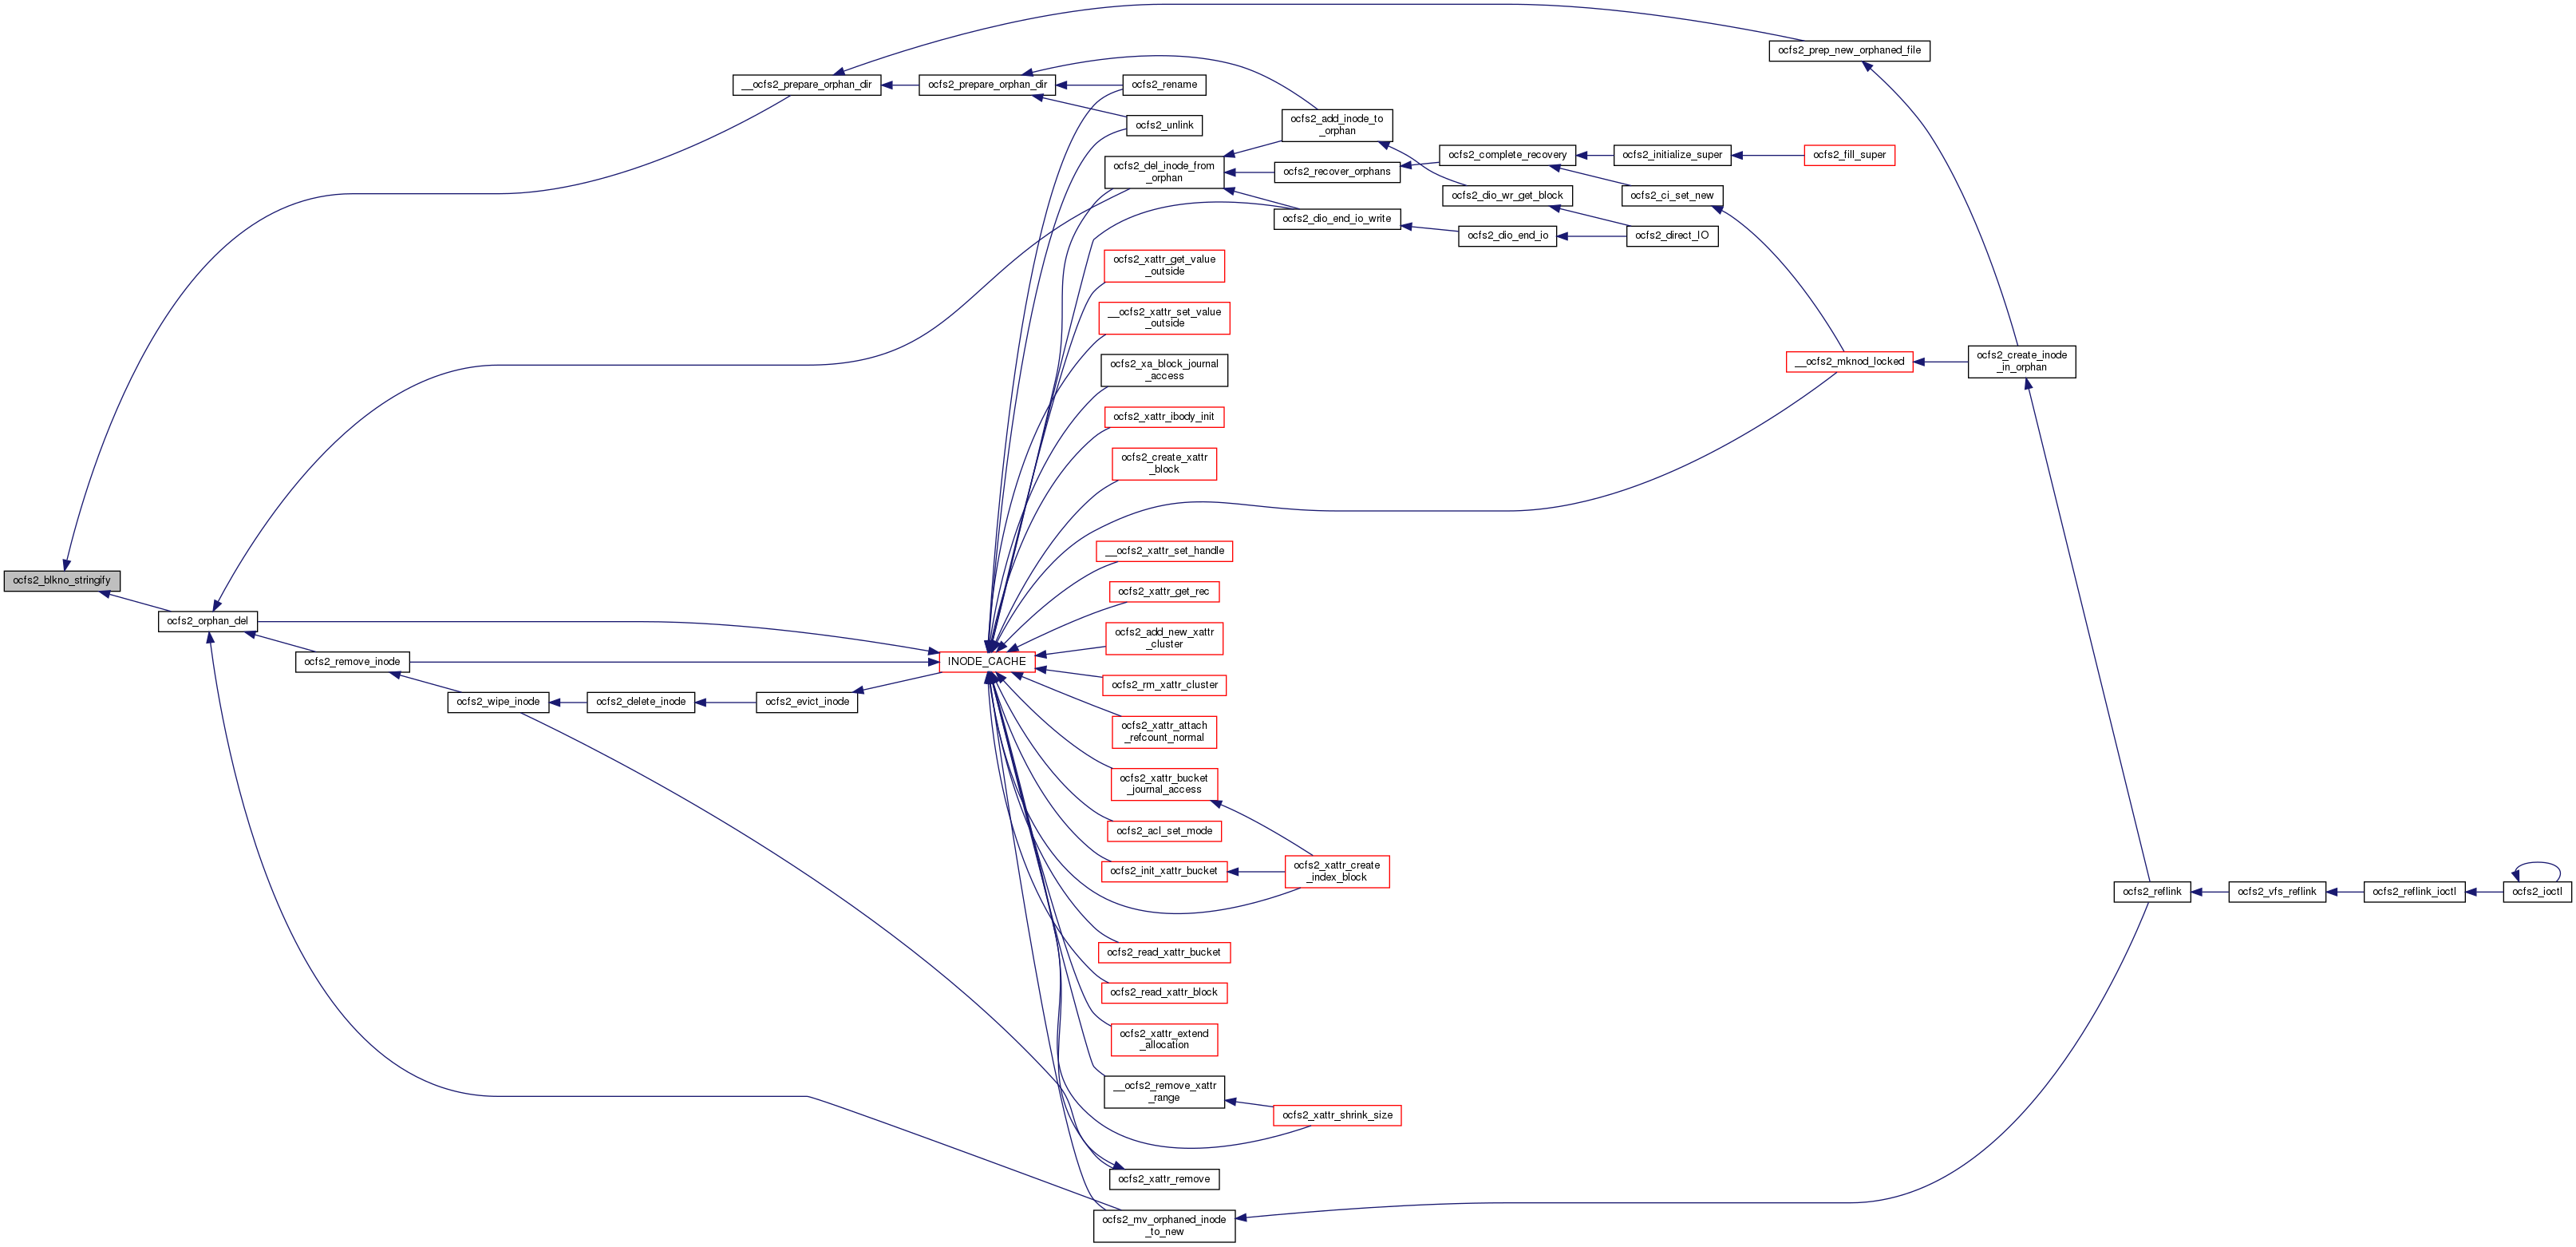 ocfs2_prep_new_orphaned_file
__ocfs2_prepare_orphan_dir
ocfs2_prepare_orphan_dir
ocfs2_rename
ocfs2_unlink
ocfs2_add_inode_to
_orphan
ocfs2_del_inode_from
_orphan
ocfs2_recover_orphans
ocfs2_complete_recovery
ocfs2_initialize_super
ocfs2_fill_super
ocfs2_dio_wr_get_block
ocfs2_ci_set_new
ocfs2_dio_end_io_write
ocfs2_dio_end_io
ocfs2_direct_IO
ocfs2_xattr_get_value
_outside
__ocfs2_xattr_set_value
_outside
ocfs2_xa_block_journal
_access
__ocfs2_mknod_locked
ocfs2_create_inode
_in_orphan
ocfs2_xattr_ibody_init
ocfs2_create_xattr
_block
__ocfs2_xattr_set_handle
ocfs2_blkno_stringify
ocfs2_xattr_get_rec
ocfs2_orphan_del
ocfs2_add_new_xattr
_cluster
ocfs2_remove_inode
INODE_CACHE
ocfs2_rm_xattr_cluster
ocfs2_wipe_inode
ocfs2_delete_inode
ocfs2_evict_inode
ocfs2_xattr_attach
_refcount_normal
ocfs2_xattr_bucket
_journal_access
ocfs2_acl_set_mode
ocfs2_init_xattr_bucket
ocfs2_xattr_create
_index_block
ocfs2_reflink
ocfs2_vfs_reflink
ocfs2_reflink_ioctl
ocfs2_ioctl
ocfs2_read_xattr_bucket
ocfs2_read_xattr_block
ocfs2_xattr_extend
_allocation
__ocfs2_remove_xattr
_range
ocfs2_xattr_shrink_size
ocfs2_xattr_remove
ocfs2_mv_orphaned_inode
_to_new